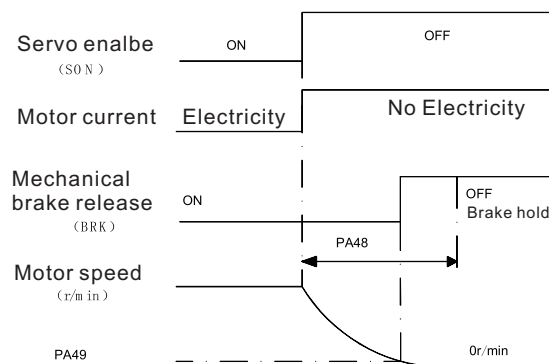 Servo enalbe
(SON)
ON
OFF
Motor current
Electricity
No Electricity
Mechanical
brake release
(BRK)
ON
OFF
Brake hold
PA48
Motor speed
(r/min)
PA49
0r/min